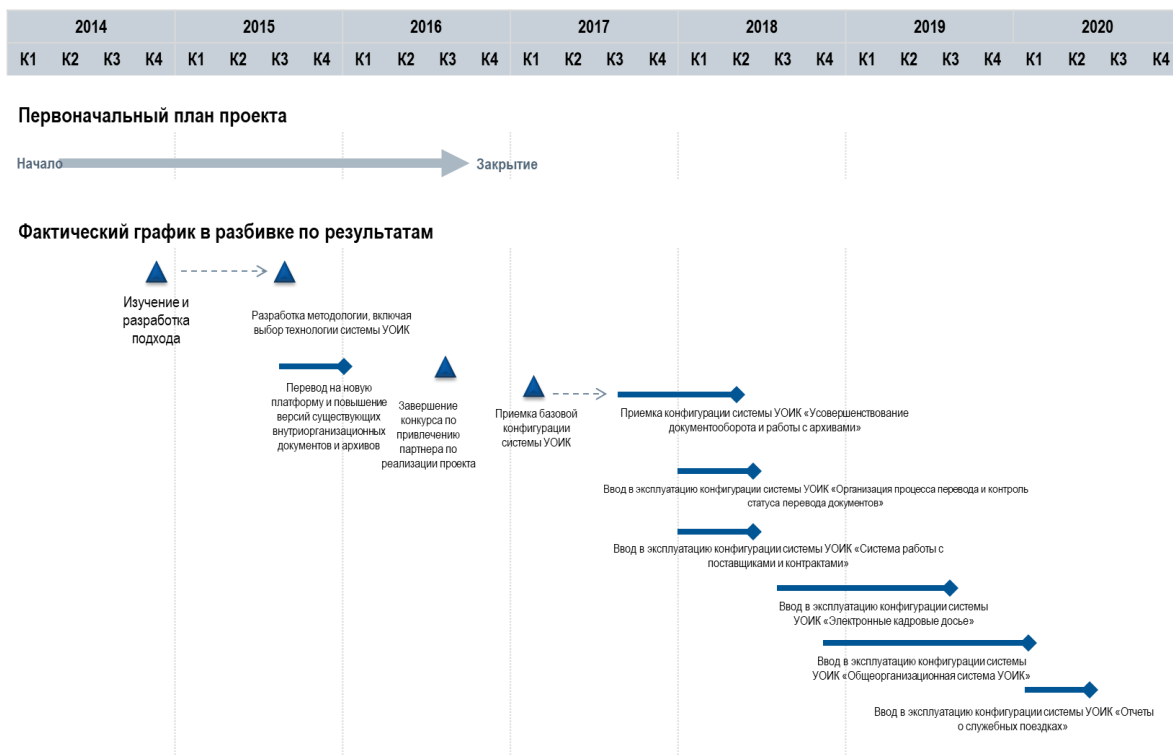 2014 2015 2016 2017 2018 2019 2020
К1 К2 К3 К4 К1 К2 К3 К4 К1 К2 К3 К4 К1 К2 К3 К4 К1 К2 К3 К4 К1 К2 К3 К4 К1 К2 К3 К4
Первоначальный план проекта
Начало
Закрытие
Фактический график в разбивке по результатам
Изучение и
разработка
подхода
Разработка методологии, включая
выбор технологии системы УОИК
Перевод на новую
платформу и повышение
версий существующих
внутриорганизационных
документов и архивов
Завершение
конкурса по
привлечению
партнера по
реализации проекта
Приемка базовой
конфигурации
системы УОИК
Приемка конфигурации системы УОИК «Усовершенствование
документооборота и работы с архивами»
Ввод в эксплуатацию конфигурации системы УОИК «Организация процесса перевода и контроль
статуса перевода документов»
Ввод в эксплуатацию конфигурации системы УОИК «Система работы с
поставщиками и контрактами»
Ввод в эксплуатацию конфигурации системы
УОИК «Электронные кадровые досье»
Ввод в эксплуатацию конфигурации системы
УОИК «Общеорганизационная система УОИК»
Ввод в эксплуатацию конфигурации системы УОИК «Отчеты
о служебных поездках»